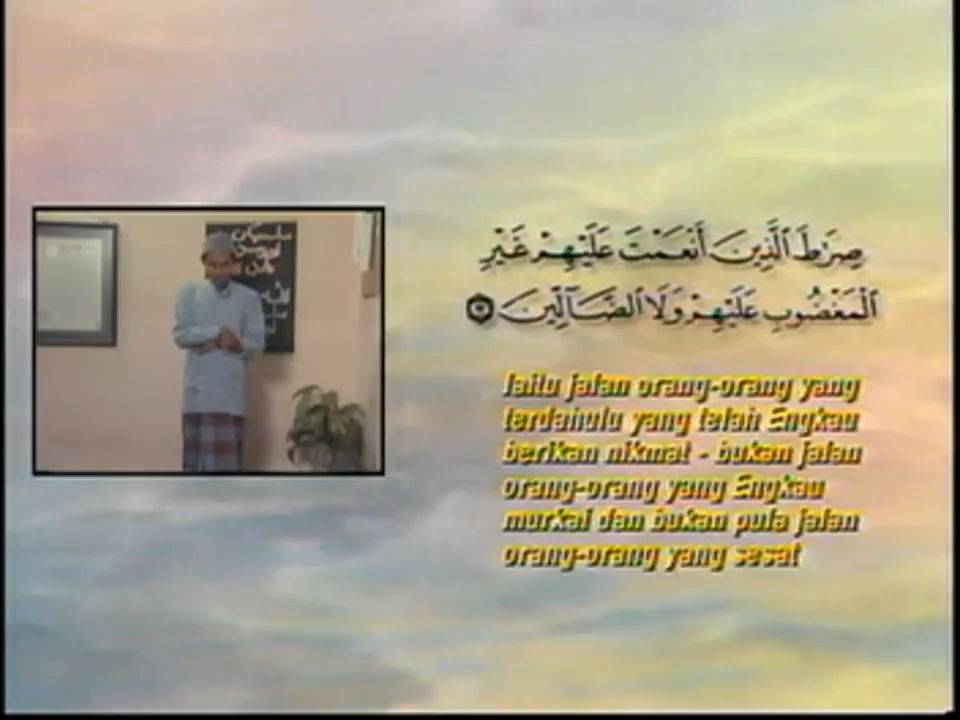 صِرَٰطَ ٱلَّذِينَ أَنْعَمْتَ عَلَيْهِمْ غَيْرِ
ٱلْمَغْضُوبِ عَلَيْهِمْ وَلَا ٱلضَّآلِّينَ ٧
Iaitu jalan orang-orang yang
terdahulu yang telah Engkau
berikan nikmat - bukan jalan
orang-orang yang Engkau
murkai dan bukan pula jalan
orang-orang yang sesat